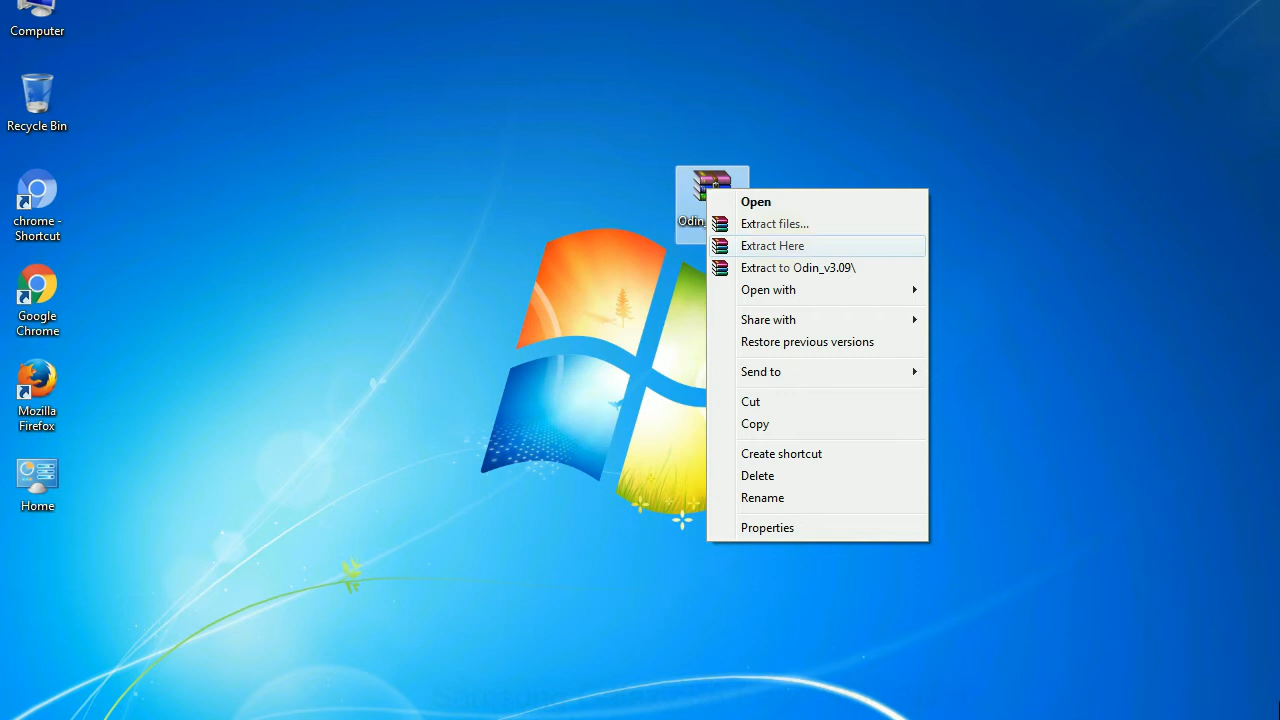 Computer
Recycle Bin
chrome -
Shortcut
Google
Chrome
Mozilla
Firefox
Home
Open
Extract files...
Extract Here
Extract to Odin_v3.09\
Open with
Share with
Restore previous versions
Send to
Cut
Copy
Create shortcut
Delete
Rename
Properties